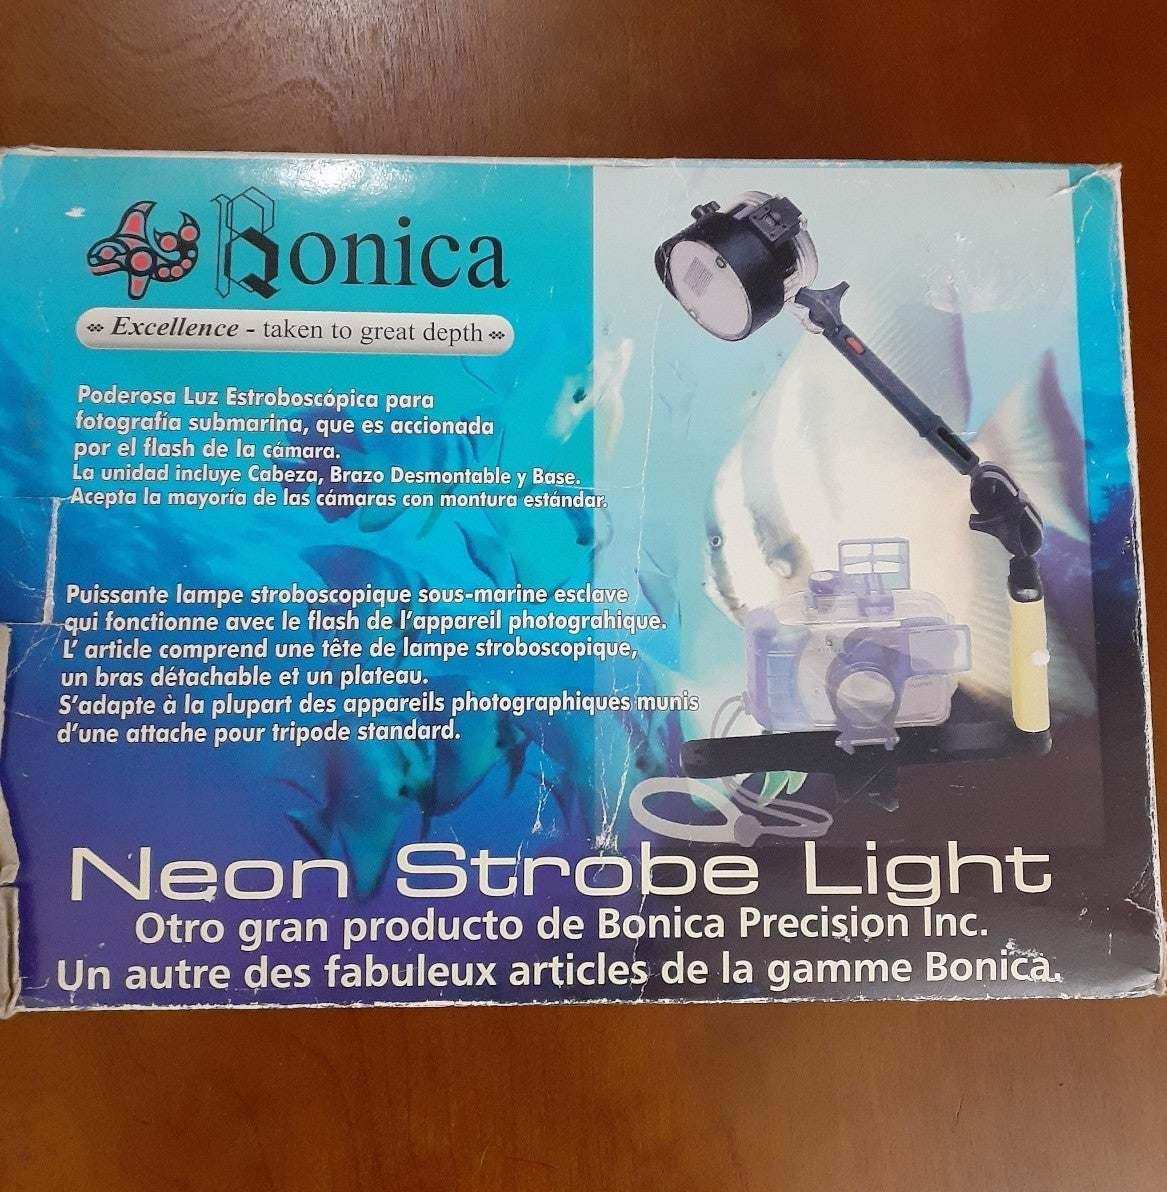 Bonica
Excellence - taken to great depth
Poderosa Luz Estroboscópica para
fotografía submarina, que es accionada
por el flash de la cámara.
La unidad incluye Cabeza, Brazo Desmontable y Base.
Acepta la mayoría de las cámaras con montura estándar.
Puissante lampe stroboscopique sous-marine esclave
qui fonctionne avec le flash de l'appareil photograhique.
L' article comprend une tête de lampe stroboscopique,
un bras détachable et un plateau.
S'adapte à la plupart des appareils photographiques munis
d'une attache pour tripode standard.
Neon Strobe Light
Otro gran producto de Bonica Precision Inc.
Un autre des fabuleux articles de la gamme Bonica.